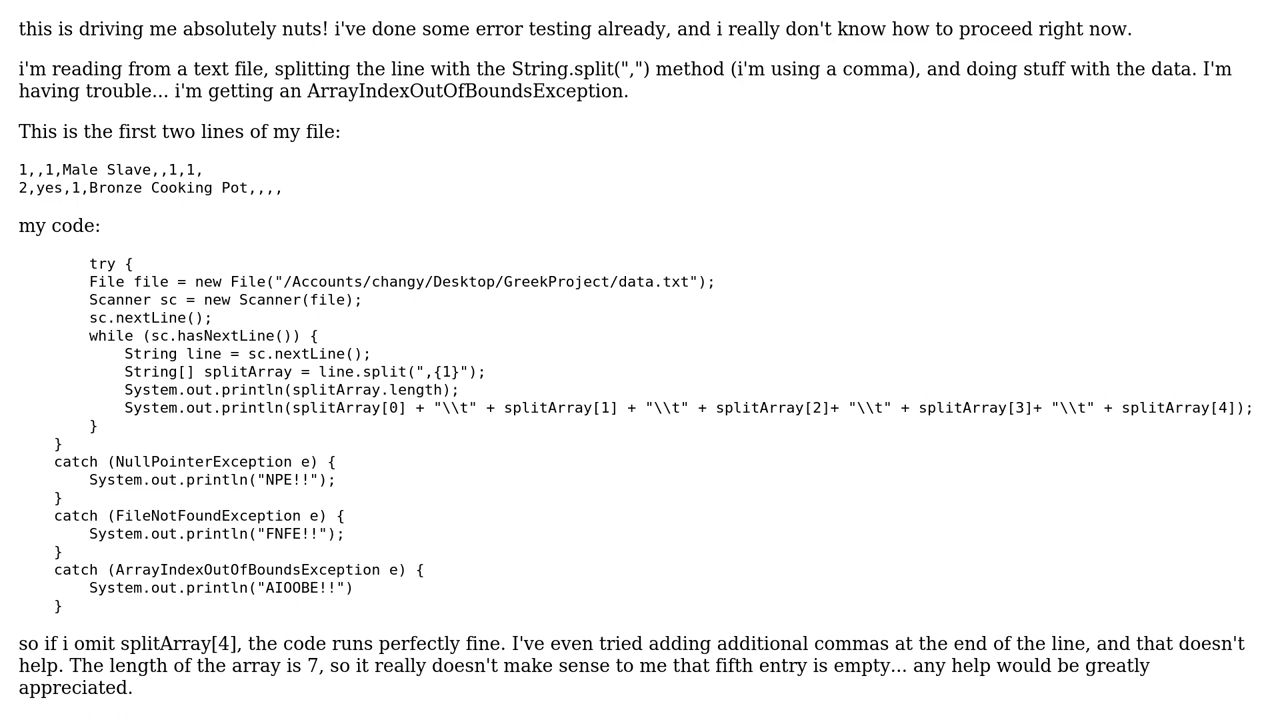 this is driving me absolutely nuts! i've done some error testing already, and i really don't know how to proceed right now.
i'm reading from a text file, splitting the line with the String.split(",") method (i'm using a comma), and doing stuff with the data. I'm
having trouble... i'm getting an ArrayIndexOutOfBoundsException.
This is the first two lines of my file:
1,,1,Male Slave,,1,1,
2,yes,1,Bronze Cooking Pot,,,,
my code:
        try {
        File file = new File("/Accounts/changy/Desktop/GreekProject/data.txt");
        Scanner sc = new Scanner(file);
        sc.nextLine();
        while (sc.hasNextLine()) {
            String line = sc.nextLine();
            String[] splitArray = line.split(",{1}");
            System.out.println(splitArray.length);
            System.out.println(splitArray[0] + "\\t" + splitArray[1] + "\\t" + splitArray[2]+ "\\t" + splitArray[3]+ "\\t" + splitArray[4]);
        }
    }
    catch (NullPointerException e) {
        System.out.println("NPE!!");
    }
    catch (FileNotFoundException e) {
        System.out.println("FNFE!!");
    }
    catch (ArrayIndexOutOfBoundsException e) {
        System.out.println("AIOOBE!!")
    }
so if i omit splitArray[4], the code runs perfectly fine. I've even tried adding additional commas at the end of the line, and that doesn't
help. The length of the array is 7, so it really doesn't make sense to me that fifth entry is empty... any help would be greatly
appreciated.